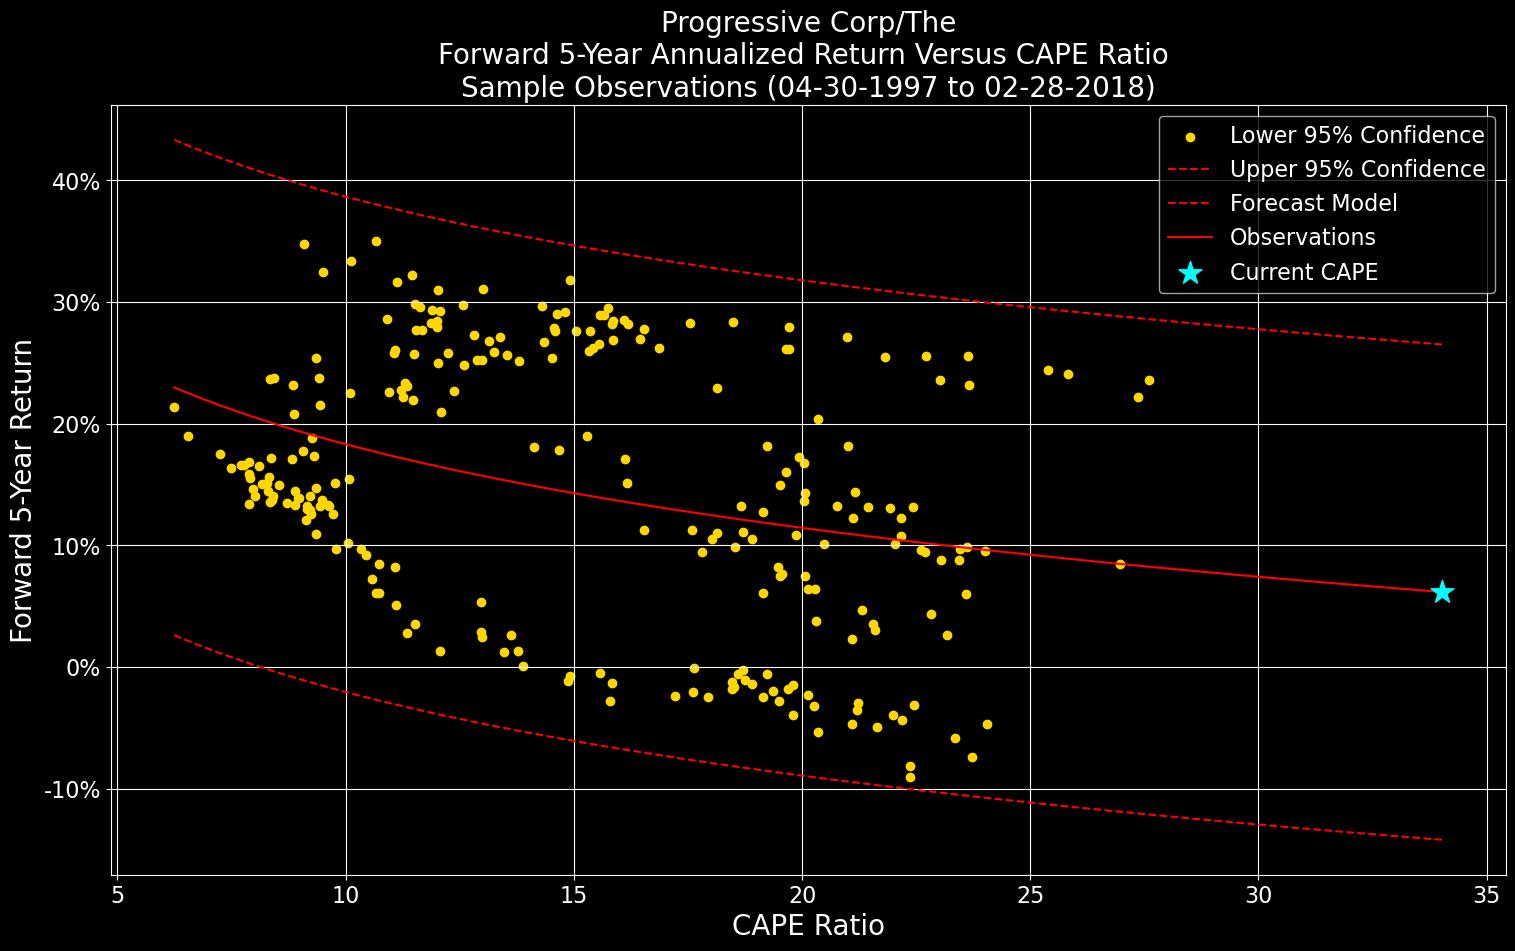 Progressive Corp/The
Forward 5-Year Annualized Return Versus CAPE Ratio
Sample Observations (04-30-1997 to 02-28-2018)
Lower 95% Confidence
Upper 95% Confidence
Forecast Model
Observations
Current CAPE
Forward 5-Year Return
40%
30%
20%
10%
0%
-10%
5 10 15 20 25 30 35
CAPE Ratio